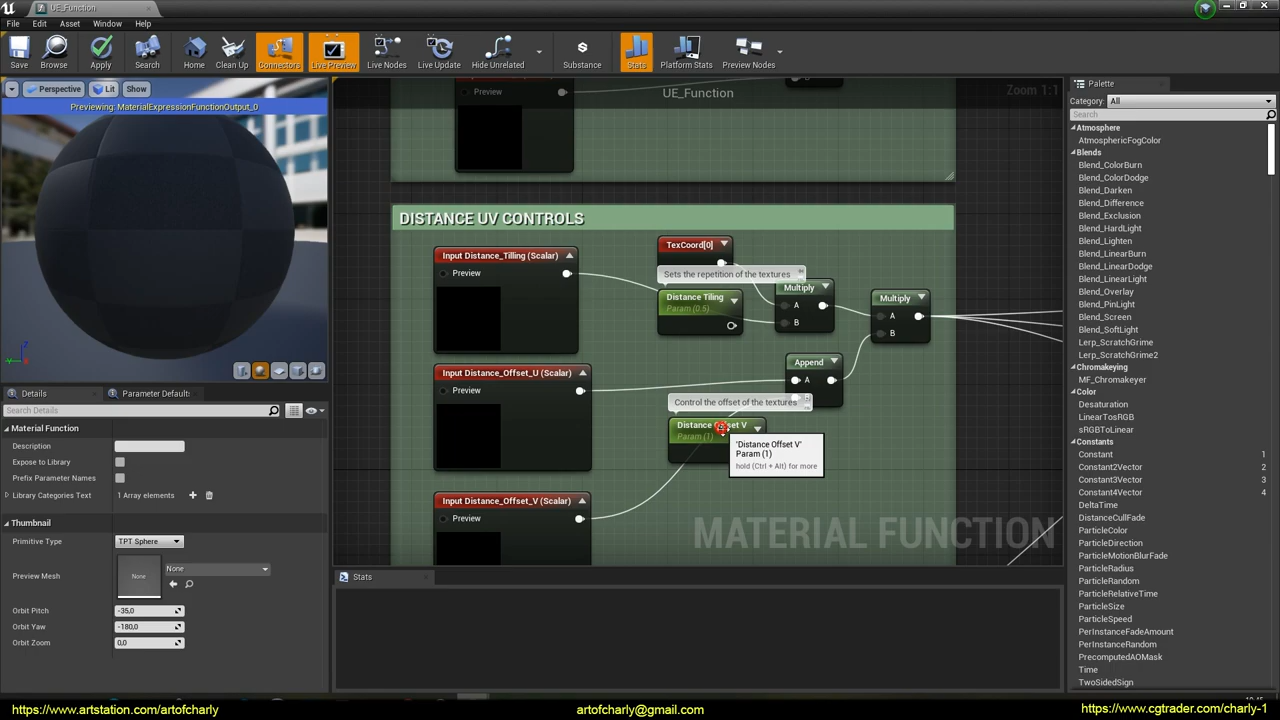 UE_Function
File Edit Asset Window Help
Save Browse Apply Search Home Clean Up Connectors Live Preview Live Nodes Live Update Hide Unrelated Substance Stats Platform Stats Preview Nodes
Perspective Lit Show
Previewing: MaterialExpressionFunctionOutput_0
Details Parameter Default:
Search Details
Material Function
Description
Expose to Library
Prefix Parameter Names
Library Categories Text 1 Array elements
Thumbnail
Primitive Type TPT Sphere
Preview Mesh None None
Orbit Pitch -35,0
Orbit Yaw -180,0
Orbit Zoom 0,0
Preview
UE_Function
Zoom 1:1
DISTANCE UV CONTROLS
Input Distance_Tilling (Scalar)
Preview
TexCoord[0]
Sets the repetition of the textures
Distance Tiling
Param (0.5)
Multiply
A
B
Multiply
A
B
Input Distance_Offset_U (Scalar)
Preview
Append
A
Control the offset of the textures
Distance Offset V
Param (1)
'Distance Offset V'
Param (1)
hold (Ctrl + Alt) for more
Input Distance_Offset_V (Scalar)
Preview
MATERIAL FUNCTION
Stats
Palette
Category: All
Search
Atmosphere
AtmosphericFogColor
Blends
Blend_ColorBurn
Blend_ColorDodge
Blend_Darken
Blend_Difference
Blend_Exclusion
Blend_HardLight
Blend_Lighten
Blend_LinearBurn
Blend_LinearDodge
Blend_LinearLight
Blend_Overlay
Blend_PinLight
Blend_Screen
Blend_SoftLight
Lerp_ScratchGrime
Lerp_ScratchGrime2
Chromakeying
MF_Chromakeyer
Color
Desaturation
LinearTosRGB
sRGBToLinear
Constants
Constant 1
Constant2Vector 2
Constant3Vector 3
Constant4Vector 4
DeltaTime
DistanceCullFade
ParticleColor
ParticleDirection
ParticleMotionBlurFade
ParticleRadius
ParticleRandom
ParticleRelativeTime
ParticleSize
ParticleSpeed
PerInstanceFadeAmount
PerInstanceRandom
PrecomputedAOMask
Time
TwoSidedSign
https://www.artstation.com/artofcharly artofcharly@gmail.com https://www.cgtrader.com/charly-1